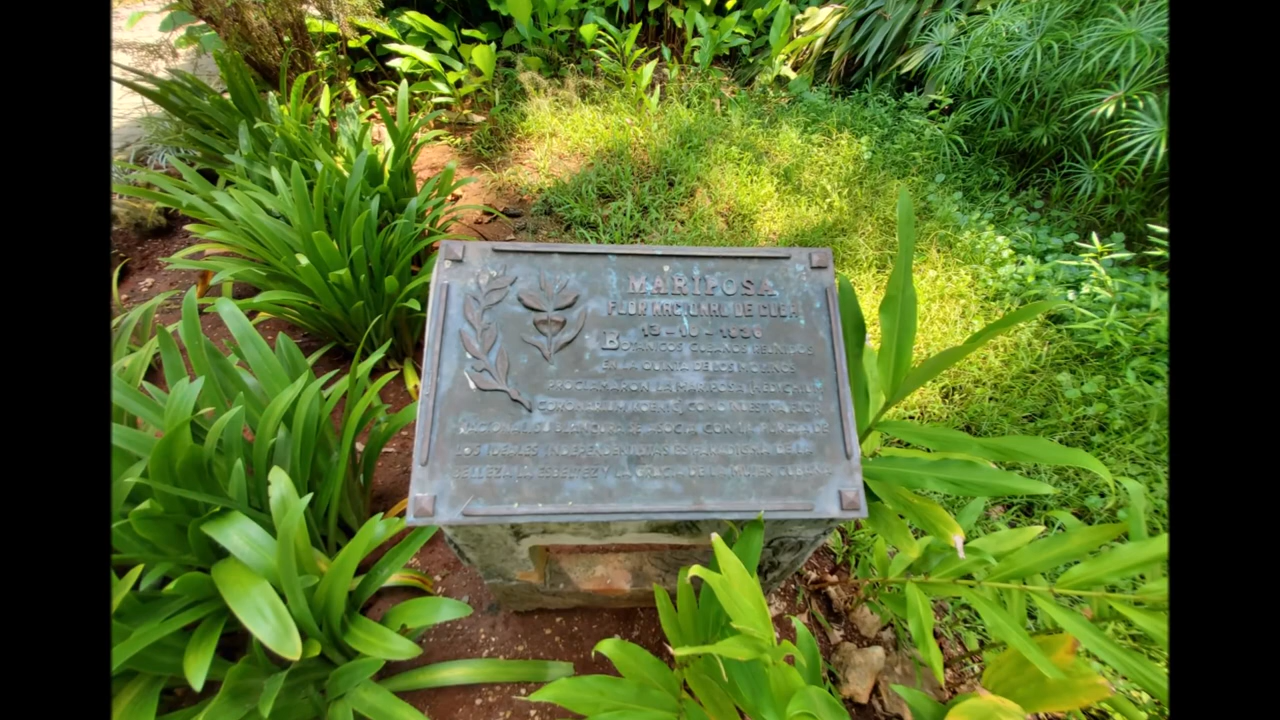 MARIPOSA
FLOR NACIONAL DE CUBA
13-10-1936
BOTANICOS CUBANOS REUNIDOS
EN LA QUINTA DE LOS MOLINOS
PROCLAMARON LA MARIPOSA (HEDICHIUM
CORONARIUM KOENIG) COMO NUESTRA FLOR
NACIONAL. SU BLANCURA SE ASOCIA CON LA PUREZA DE
LOS IDEALES INDEPENDENTISTAS ES PARADIGMA DE LA
BELLEZA LA ESBELTEZ Y LA GRACIA DE LA MUJER CUBANA